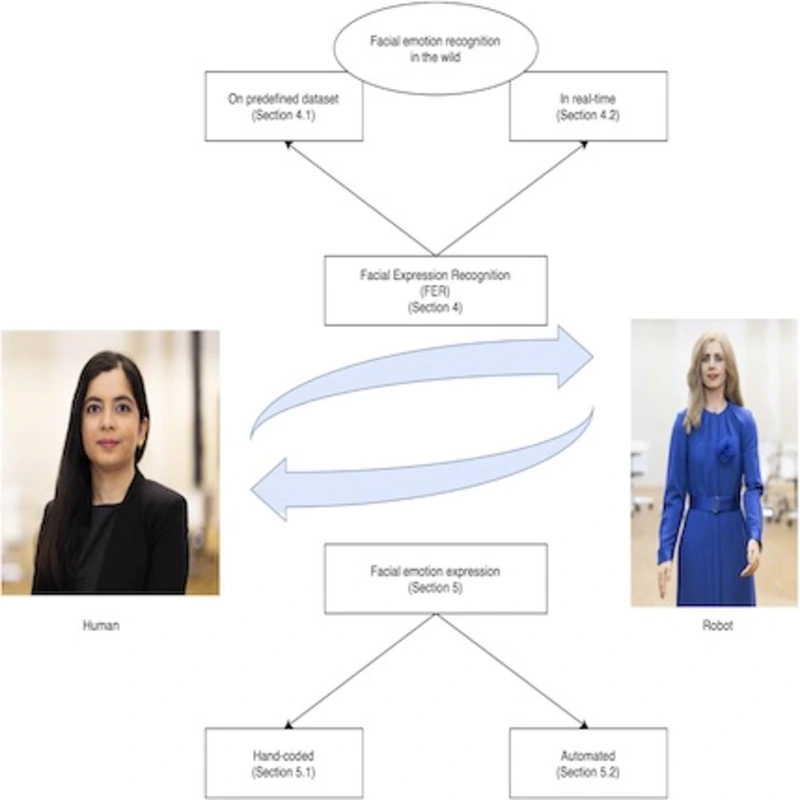 Facial emotion recognition
in the wild
On predefined dataset
(Section 4.1)
In real-time
(Section 4.2)
Facial Expression Recognition
(FER)
(Section 4)
Human
Robot
Facial emotion expression
(Section 5)
Hand-coded
(Section 5.1)
Automated
(Section 5.2)